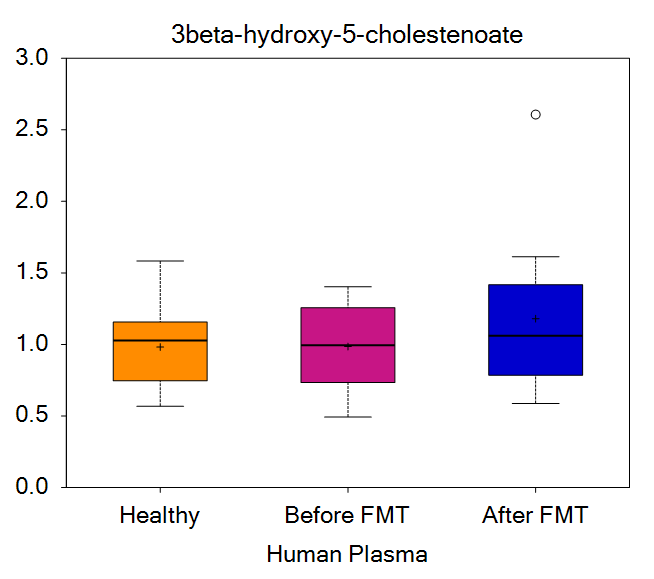 3beta-hydroxy-5-cholestenoate
3.0
2.5
2.0
1.5
1.0
0.5
0.0
Healthy
Before FMT
After FMT
Human Plasma